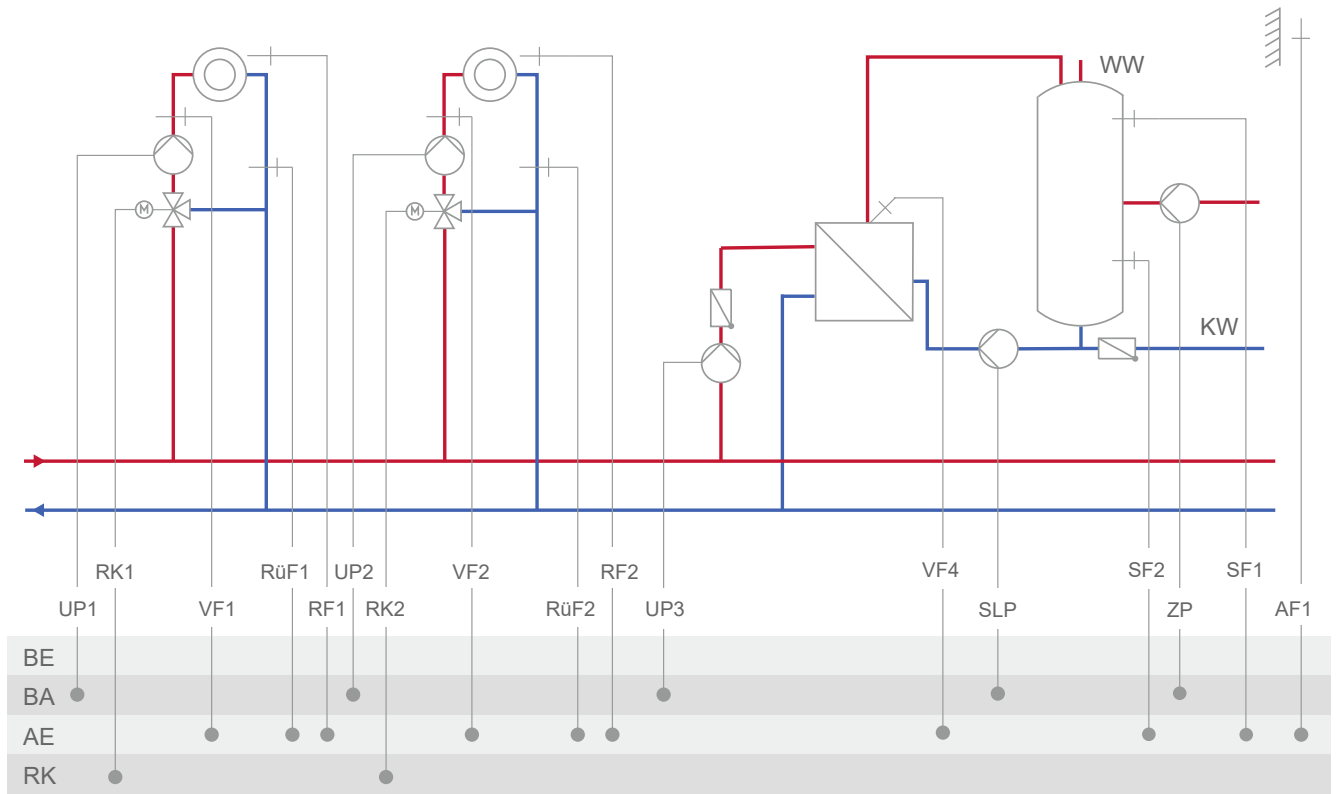 WW
M
M
KW
RK1 RüF1 UP2 VF2 RF2 VF4 SF2 SF1
UP1 VF1 RF1 RK2 RüF2 UP3 SLP ZP AF1
BE
BA
AE
RK